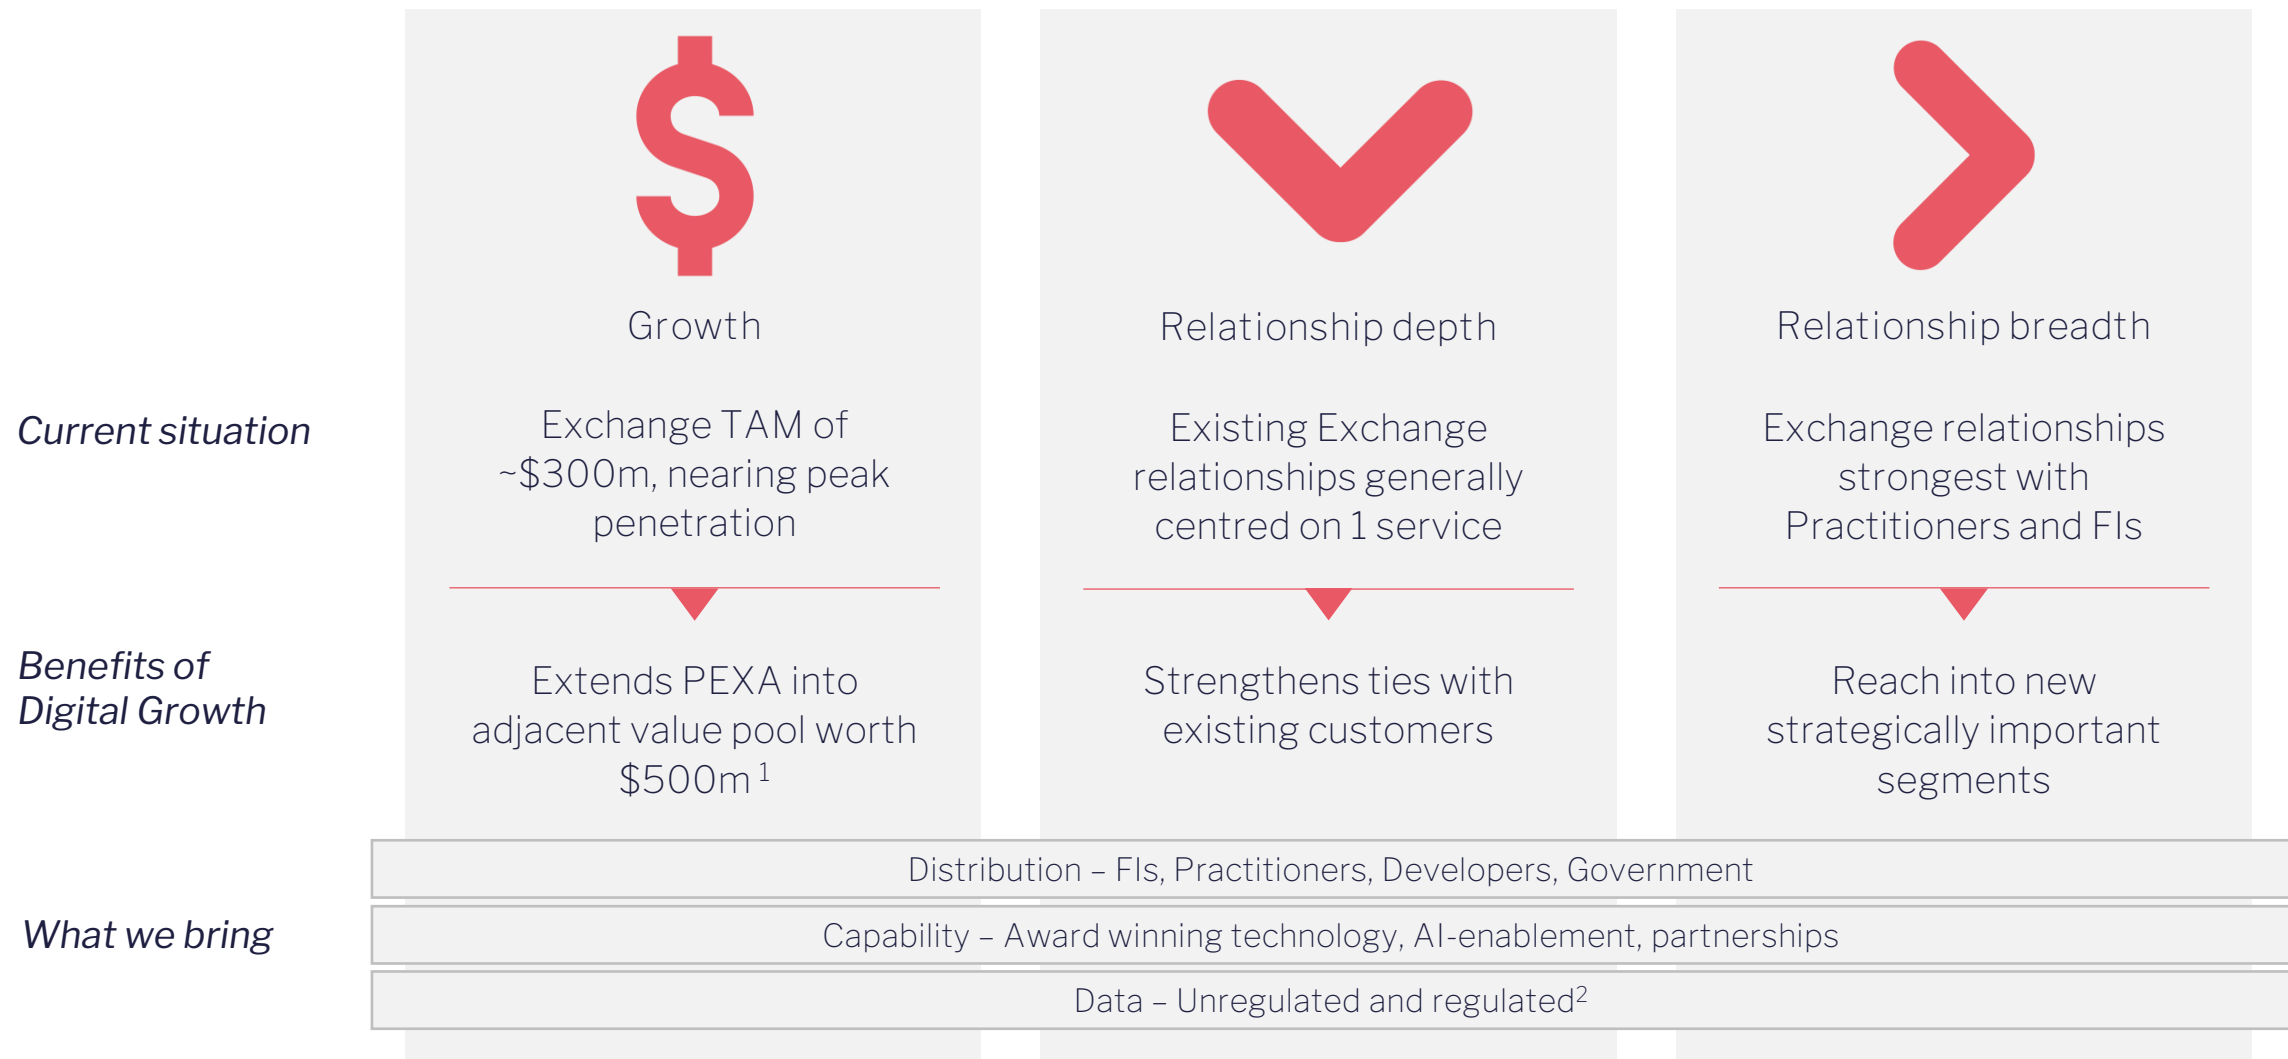 Growth
Relationship depth
Relationship breadth
Current situation
Exchange TAM of
~$300m, nearing peak
penetration
Existing Exchange
relationships generally
centred on 1 service
Exchange relationships
strongest with
Practitioners and FIs
Benefits of
Digital Growth
Extends PEXA into
adjacent value pool worth
$500m ¹
Strengthens ties with
existing customers
Reach into new
strategically important
segments
What we bring
Distribution – FIs, Practitioners, Developers, Government
Capability – Award winning technology, AI-enablement, partnerships
Data – Unregulated and regulated²